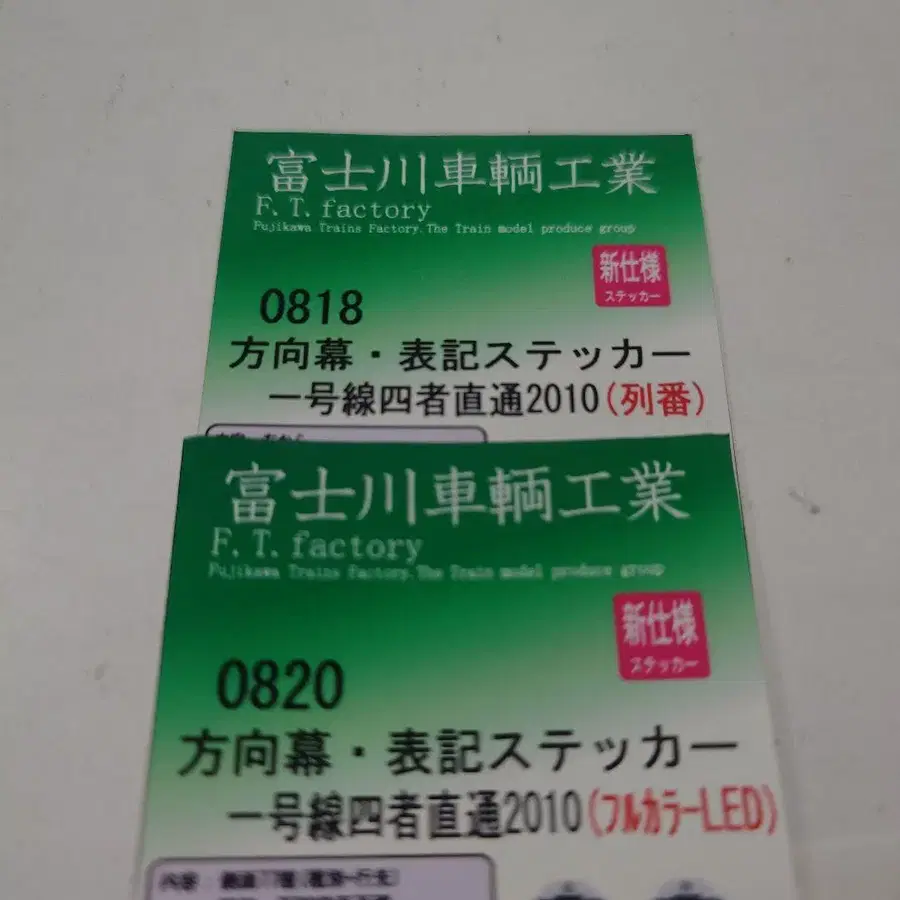 富士川車輌工業
F.T.factory
Fujikawa Trains Factory.The Train model produce group
新仕様
ステッカー
0818
方向幕・表記ステッカー
一号線四者直通2010(列番)
富士川車輌工業
F.T.factory
Fujikawa Trains Factory.The Train model produce group
新仕様
ステッカー
0820
方向幕・表記ステッカー
一号線四者直通2010(フルカラーLED)
内容: